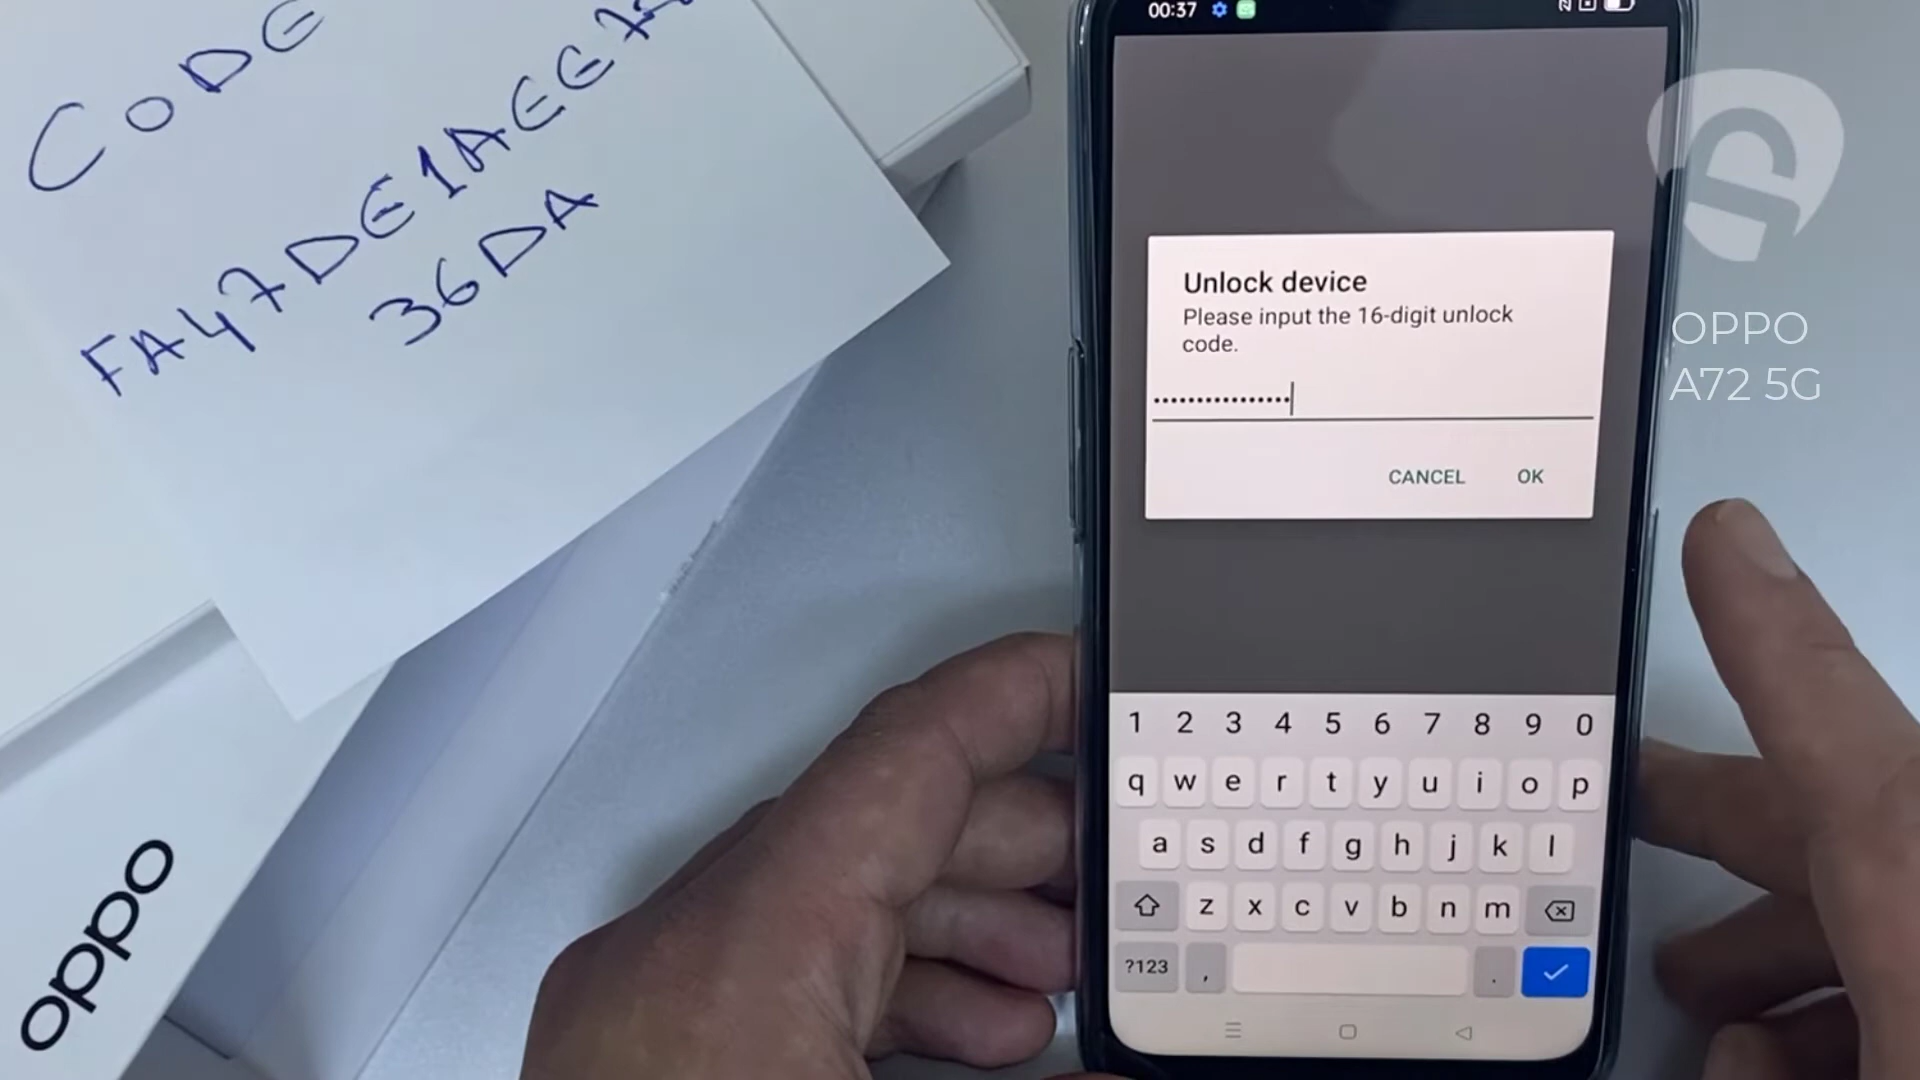 CODE
FA47DE1AEE7
36DA
oppo
00:37
Unlock device
Please input the 16-digit unlock
code.
CANCEL OK
1 2 3 4 5 6 7 8 9 0
q w e r t y u i o p
a s d f g h j k l
z x c v b n m
?123 , .
OPPO
A72 5G